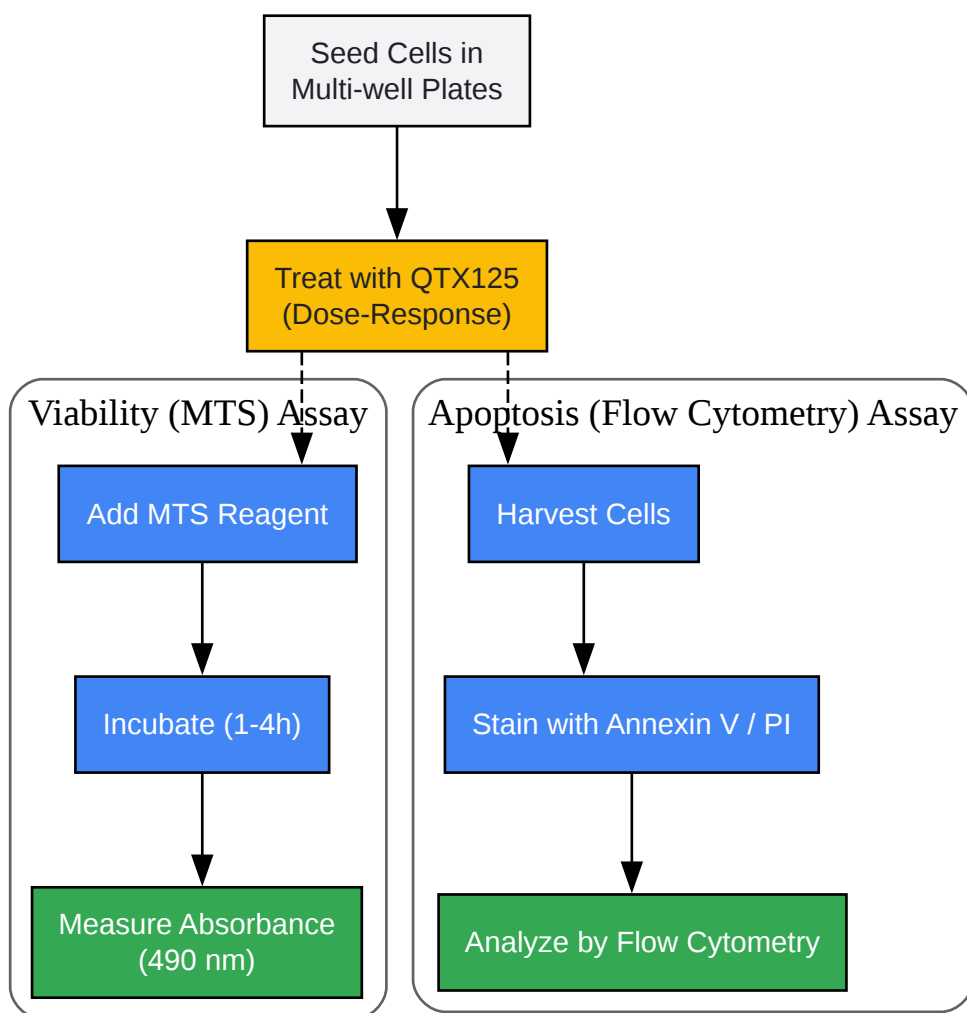 Seed Cells in
Multi-well Plates
Treat with QTX125
(Dose-Response)
Viability (MTS) Assay
Add MTS Reagent
Incubate (1-4h)
Measure Absorbance
(490 nm)
Apoptosis (Flow Cytometry) Assay
Harvest Cells
Stain with Annexin V / PI
Analyze by Flow Cytometry